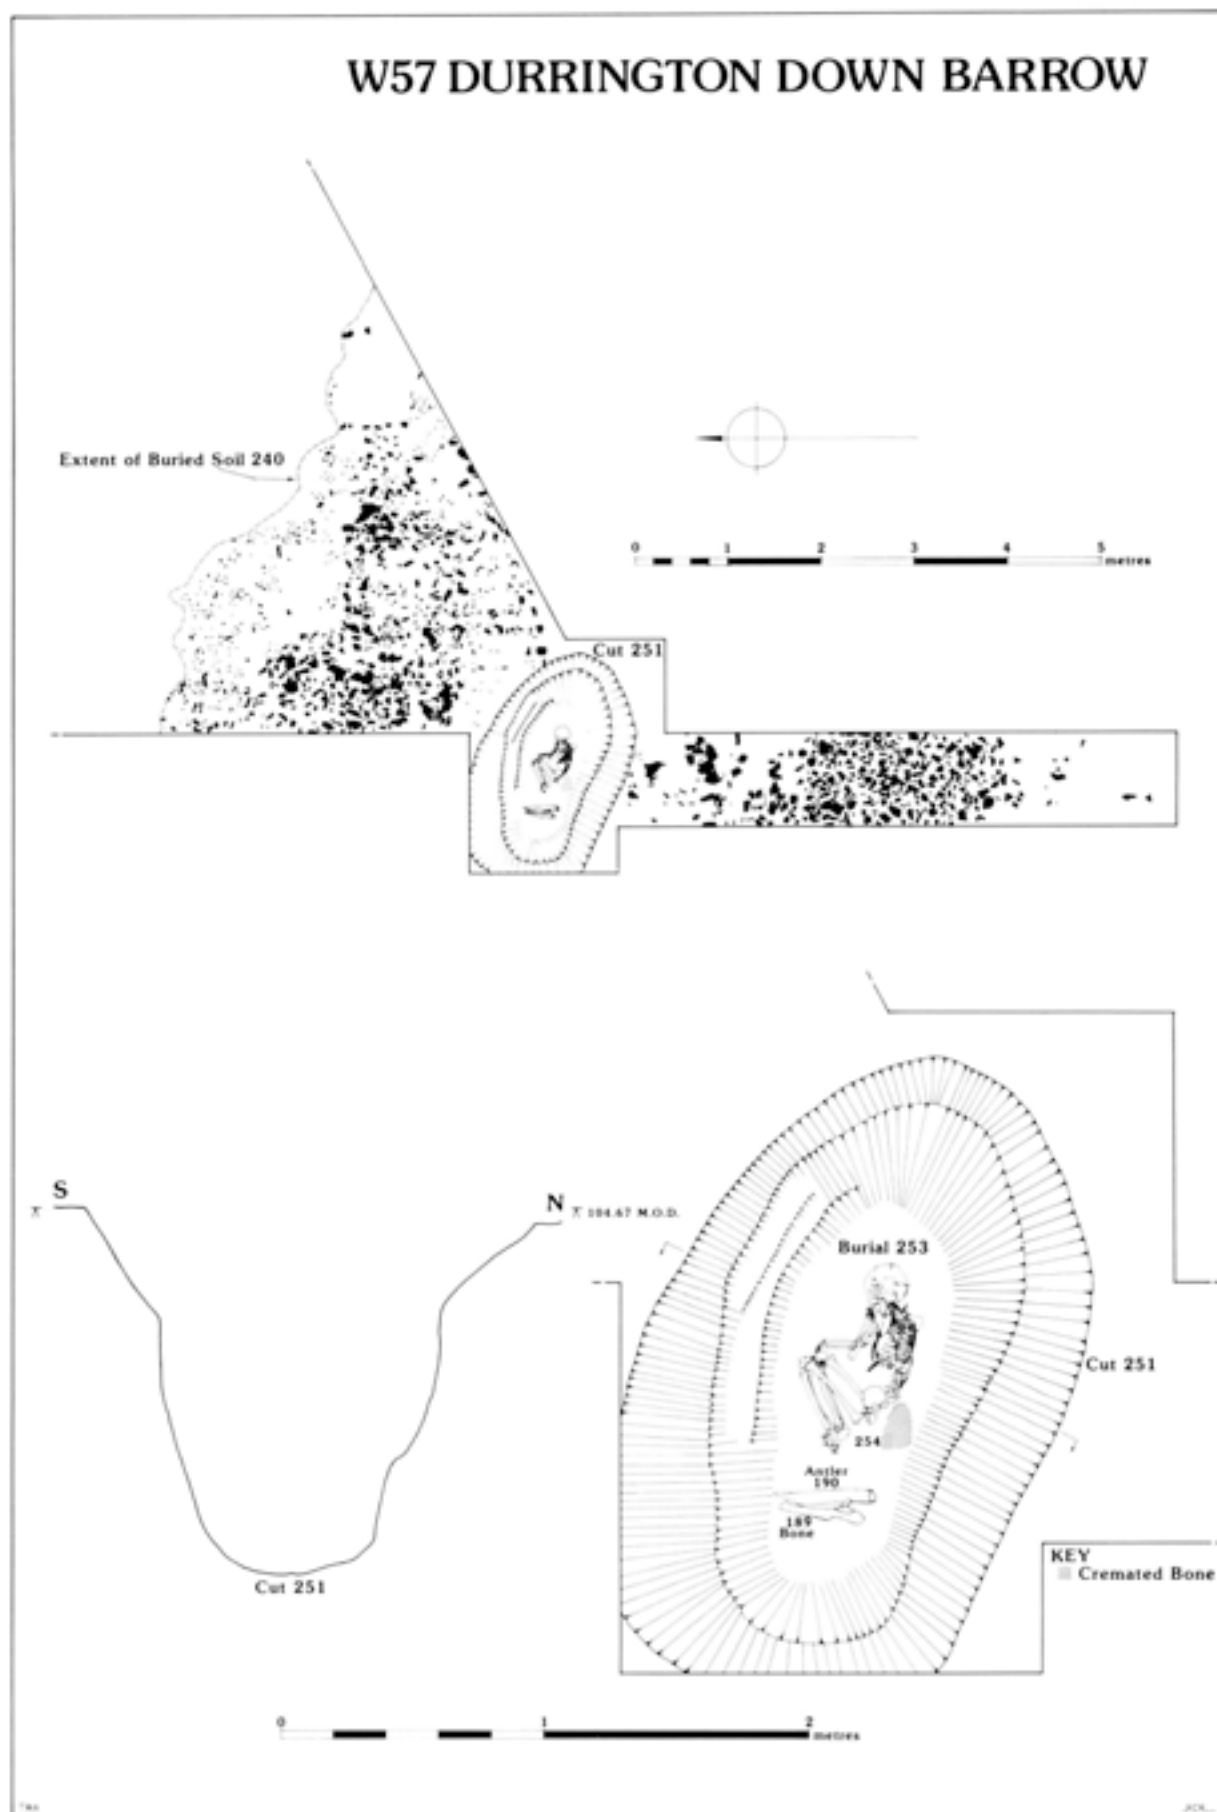 W57 DURRINGTON DOWN BARROW
Extent of Buried Soil 240
0 1 2 3 4 5
metres
Cut 251
S
N
104.67 M.O.D.
Burial 253
Cut 251
254
Antler
190
189
Bone
Cut 251
KEY
Cremated Bone
0 1 2
metres